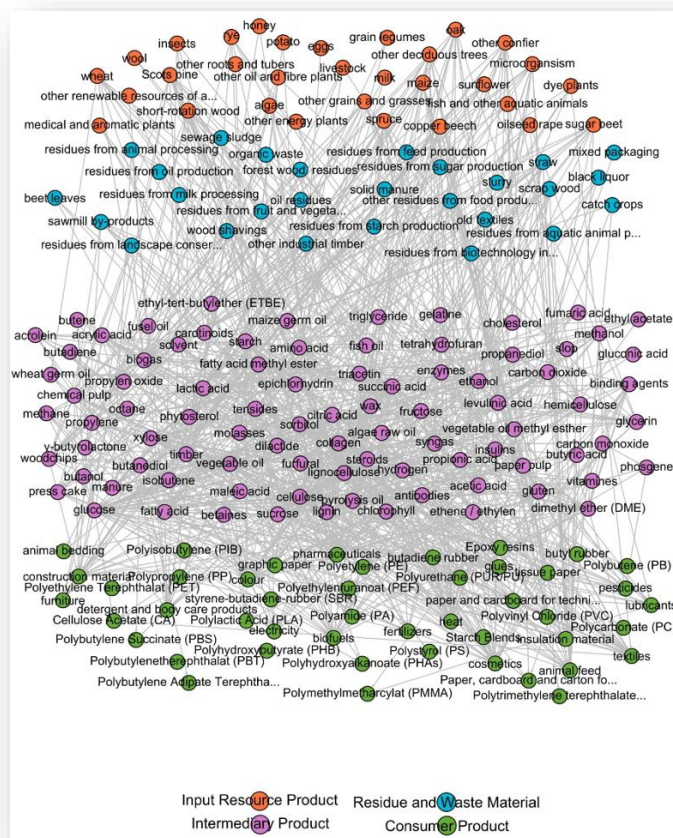 honey
rye
insects
potato
oak
eggs
grain legumes
other confier
wool
other roots and tubers
livestock
other deciduous trees
microorgansism
wheat
Scots pine
other oil and fibre plants
milk
maize
sunflower
dye plants
other renewable resources of a...
algae
other grains and grasses
fish and other aquatic animals
short-rotation wood
medical and aromatic plants
other energy plants
spruce
copper beech
oilseed rape
sugar beet
sewage sludge
residues from animal processing
organic waste
residues from feed production
mixed packaging
residues from oil production
forest wood residues
residues from sugar production
straw
black liquor
beet leaves
residues from milk processing
oil residues
solid manure
slurry
scrap wood
residues from fruit and vegeta...
other residues from food produ...
catch crops
sawmill by-products
wood shavings
residues from starch production
old textiles
residues from aquatic animal p...
residues from landscape conser...
other industrial timber
residues from biotechnology in...
ethyl-tert-butylether (ETBE)
butene
fusel oil
maize germ oil
triglyceride
gelatine
cholesterol
fumaric acid
ethyl acetate
acrolein
acrylic acid
carotinoids
methanol
butadiene
solvent
starch
amino acid
fish oil
tetrahydrofuran
propanediol
slop
gluconic acid
biogas
fatty acid methyl ester
wheat germ oil
propylen oxide
epichlorhydrin
triacetin
enzymes
ethanol
carbon dioxide
binding agents
chemical pulp
lactic acid
succinic acid
methane
octane
tensides
wax
levulinic acid
hemicellulose
propylene
phytosterol
sorbitol
citric acid
fructose
glycerin
xylose
molasses
algae raw oil
vegetable oil methyl esther
γ-butyrolactone
dilactide
collagen
syngas
insulins
carbon monoxide
woodchips
timber
sterods
propionic acid
butyric acid
butanediol
vegetable oil
furfural
lignocellulose
hydrogen
paper pulp
phosgene
butanol
isobutene
press cake
manure
maleic acid
cellulose
pyrolysis oil
antibodies
acetic acid
gluten
vitamines
glucose
fatty acid
betaines
sucrose
lignin
chlorophyll
ethene / ethylen
dimethyl ether (DME)
animal bedding
Polyisobutylene (PIB)
pharmaceuticals
butadiene rubber
Epoxy resins
butyl rubber
graphic paper
Polyetylene (PE)
glues
Polybutylene (PB)
construction material
Polypropylene (PP)
colour
Polyurethane (PUR/PU)
tissue paper
Polyethylene Terephthalat (PET)
Polyethylenfuranoat (PEF)
pesticides
furniture
styrene-butadiene-rubber (SBR)
paper and cardboard for techni...
lubricants
detergent and body care products
Polylactic Acid (PLA)
Polyamide (PA)
heat
Polyvinyl Chloride (PVC)
Cellulose Acetate (CA)
electricity
fertilizers
Polycarbonate (PC
Polybutylene Succinate (PBS)
biofuels
Starch Blends
insulation material
Polyhydroxybutyrate (PHB)
Polystyrol (PS)
textiles
Polybutylenetherephthalat (PBT)
Polyhydroxyalkanoate (PHAs)
cosmetics
animal feed
Polybutylene Adipate Terephtha...
Paper, cardboard and carton fo...
Polymethylmetharcylat (PMMA)
Polytrimethylene terephthalate...
Input Resource Product
Residue and Waste Material
Intermediary Product
Consumer Product